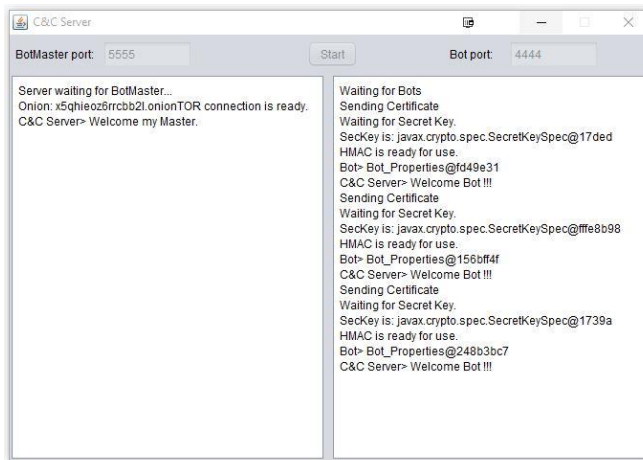 C&C Server
BotMaster port: 5555 Start Bot port: 4444
Server waiting for BotMaster...
Onion: x5qhieoz6rrcbb2l.onionTOR connection is ready.
C&C Server> Welcome my Master.
Waiting for Bots
Sending Certificate
Waiting for Secret Key.
SecKey is: javax.crypto.spec.SecretKeySpec@17ded
HMAC is ready for use.
Bot> Bot_Properties@fd49e31
C&C Server> Welcome Bot !!!
Sending Certificate
Waiting for Secret Key.
SecKey is: javax.crypto.spec.SecretKeySpec@fffe8b98
HMAC is ready for use.
Bot> Bot_Properties@156bff4f
C&C Server> Welcome Bot !!!
Sending Certificate
Waiting for Secret Key.
SecKey is: javax.crypto.spec.SecretKeySpec@1739a
HMAC is ready for use.
Bot> Bot_Properties@248b3bc7
C&C Server> Welcome Bot !!!